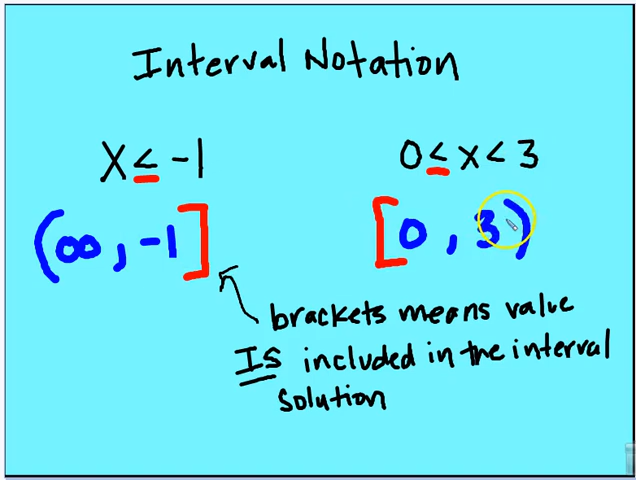 Interval Notation
X ≤ -1
0 ≤ x < 3
(∞, -1]
[0, 3)
brackets means value
IS included in the interval
solution